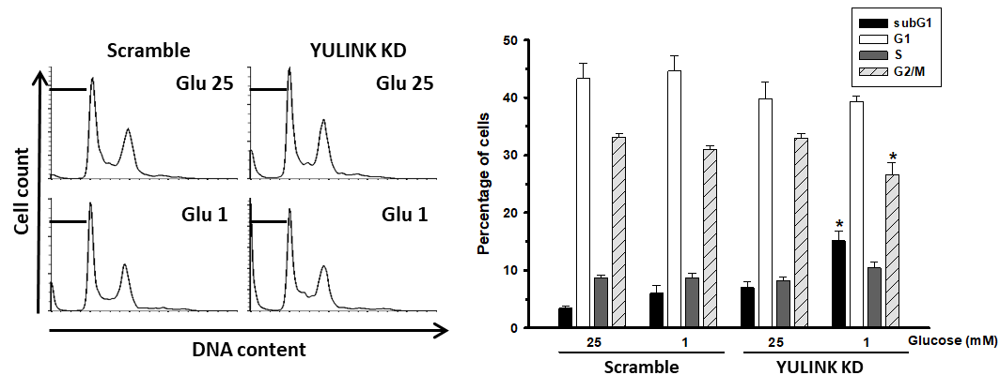 Scramble
YULINK KD
Glu 25
Glu 25
Glu 1
Glu 1
Cell count
DNA content
subG1
G1
S
G2/M
Percentage of cells
50
40
30
20
10
0
*
*
25
1
25
1
Glucose (mM)
Scramble
YULINK KD